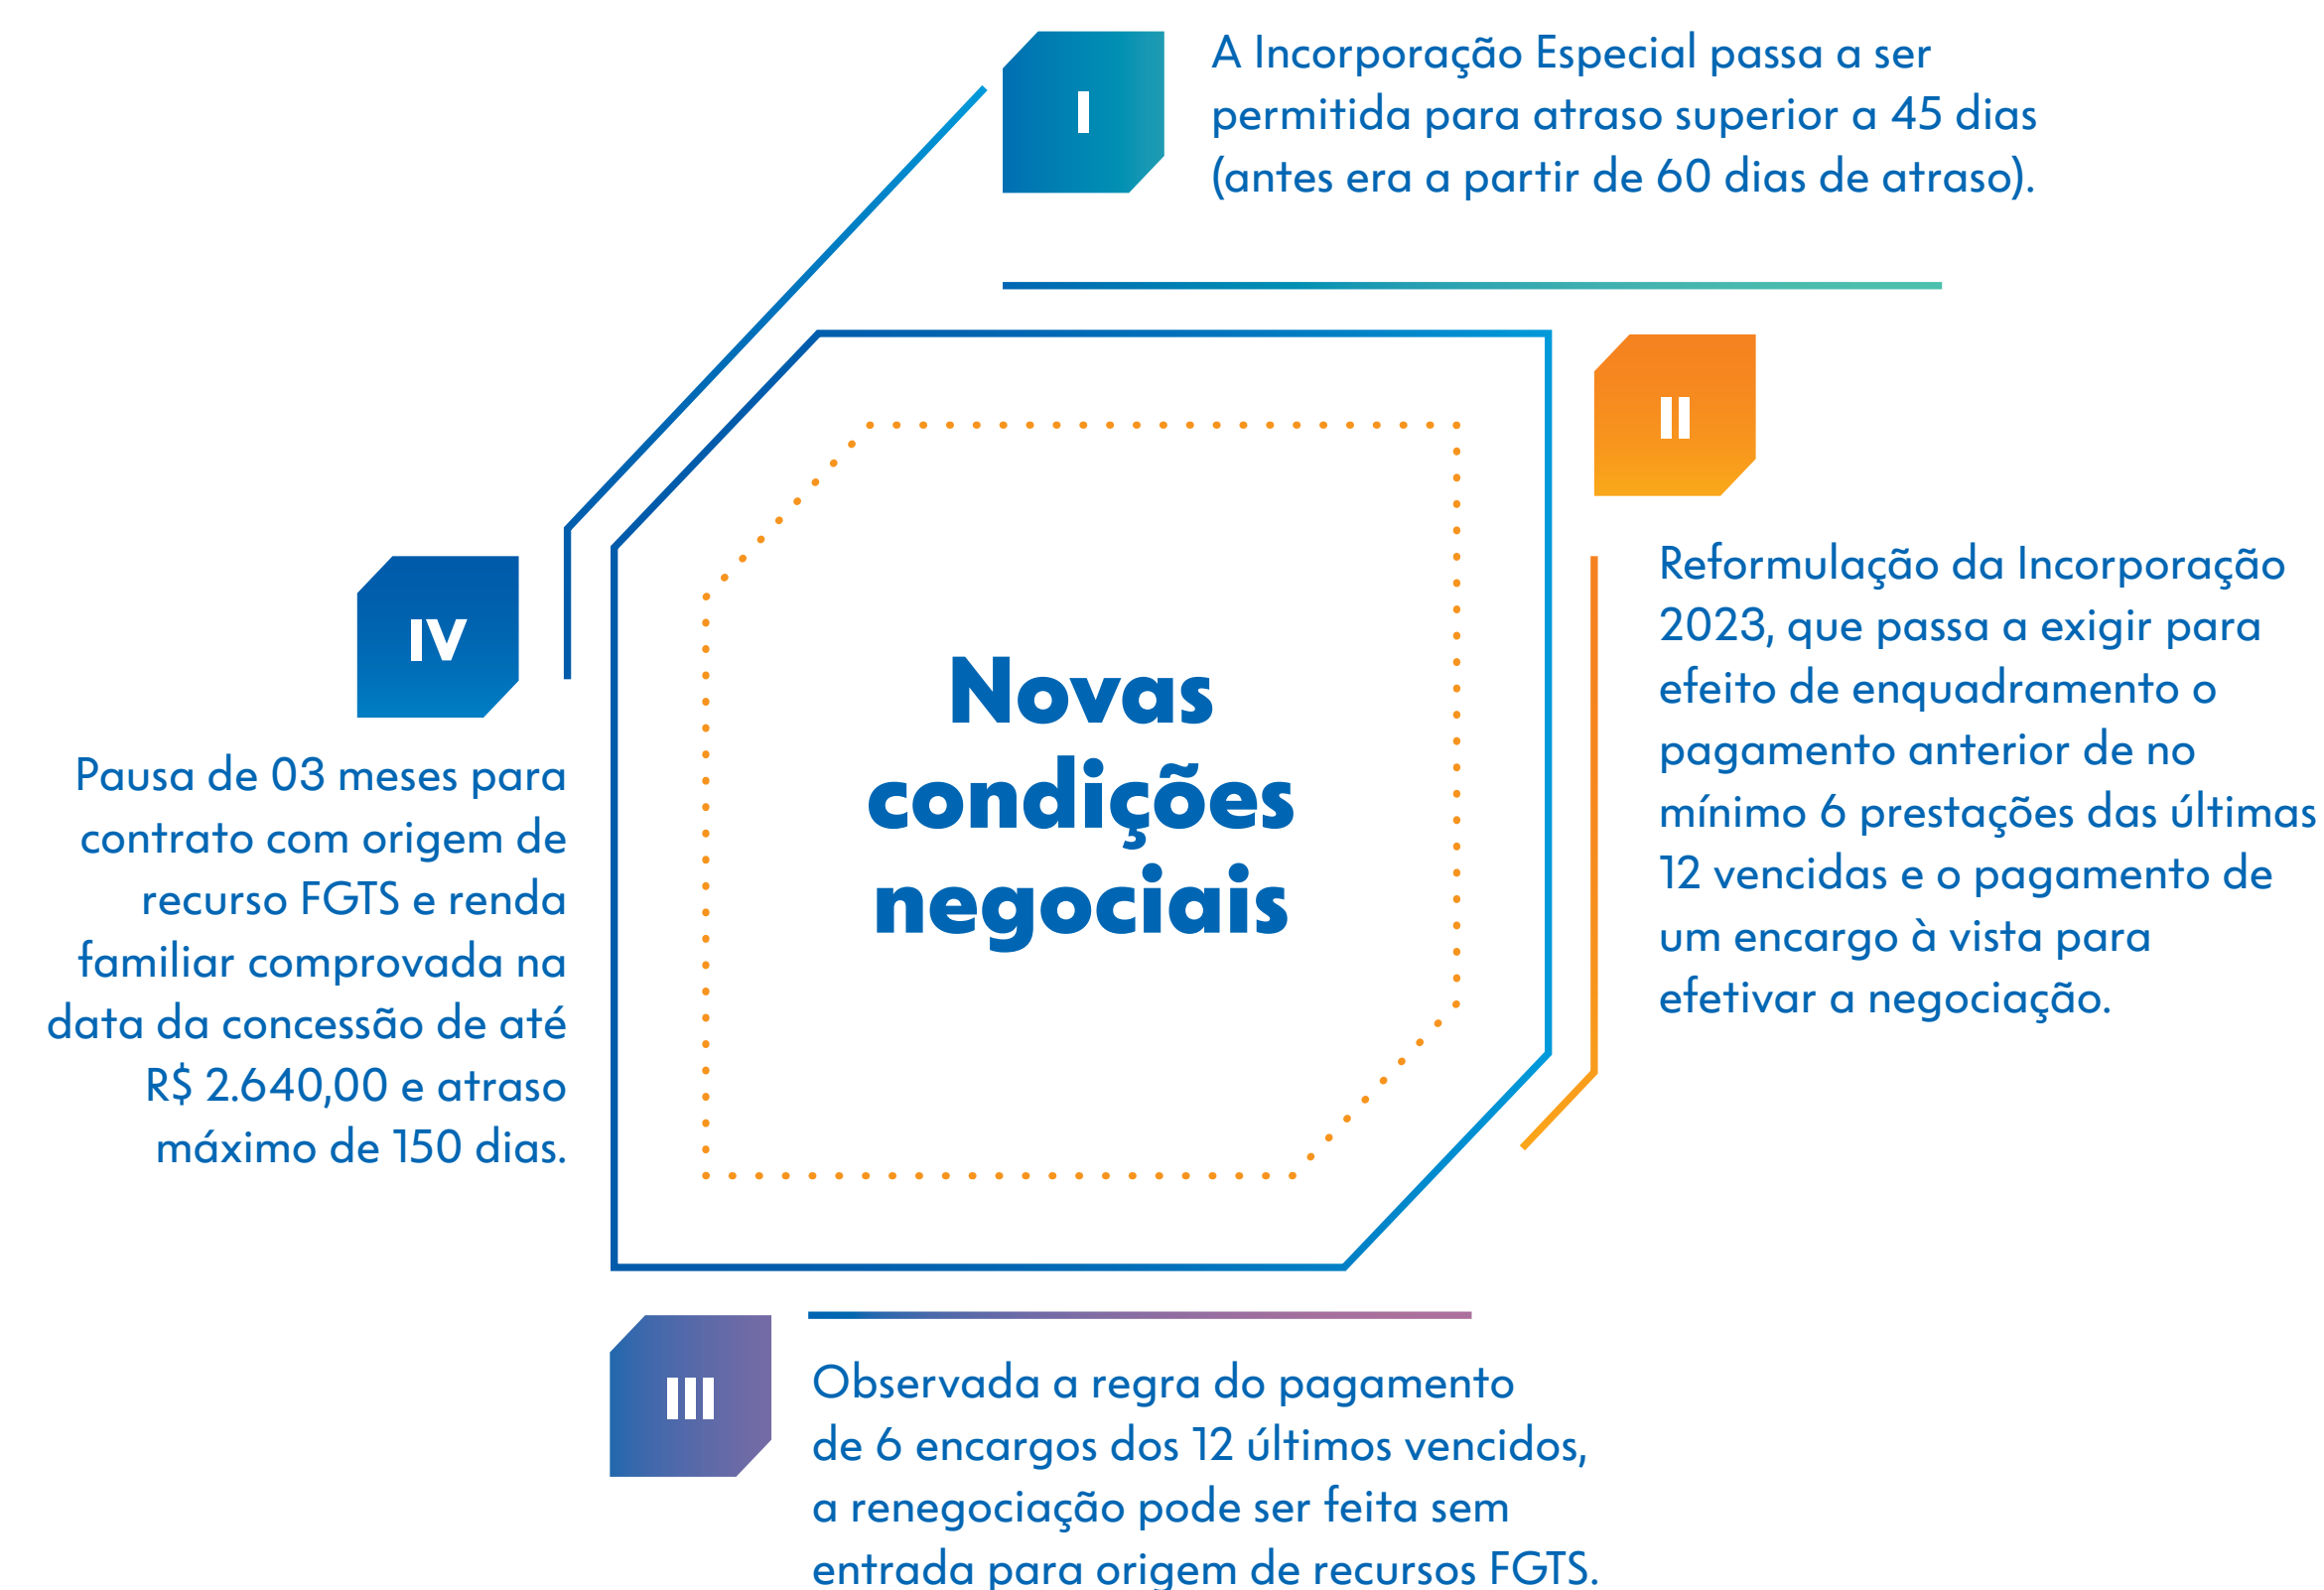 I
A Incorporação Especial passa a ser
permitida para atraso superior a 45 dias
(antes era a partir de 60 dias de atraso).
II
Reformulação da Incorporação
2023, que passa a exigir para
efeito de enquadramento o
pagamento anterior de no
mínimo 6 prestações das últimas
12 vencidas e o pagamento de
um encargo à vista para
efetivar a negociação.
Novas
condições
negociais
III
Observada a regra do pagamento
de 6 encargos dos 12 últimos vencidos,
a renegociação pode ser feita sem
entrada para origem de recursos FGTS.
IV
Pausa de 03 meses para
contrato com origem de
recurso FGTS e renda
familiar comprovada na
data da concessão de até
R$ 2.640,00 e atraso
máximo de 150 dias.